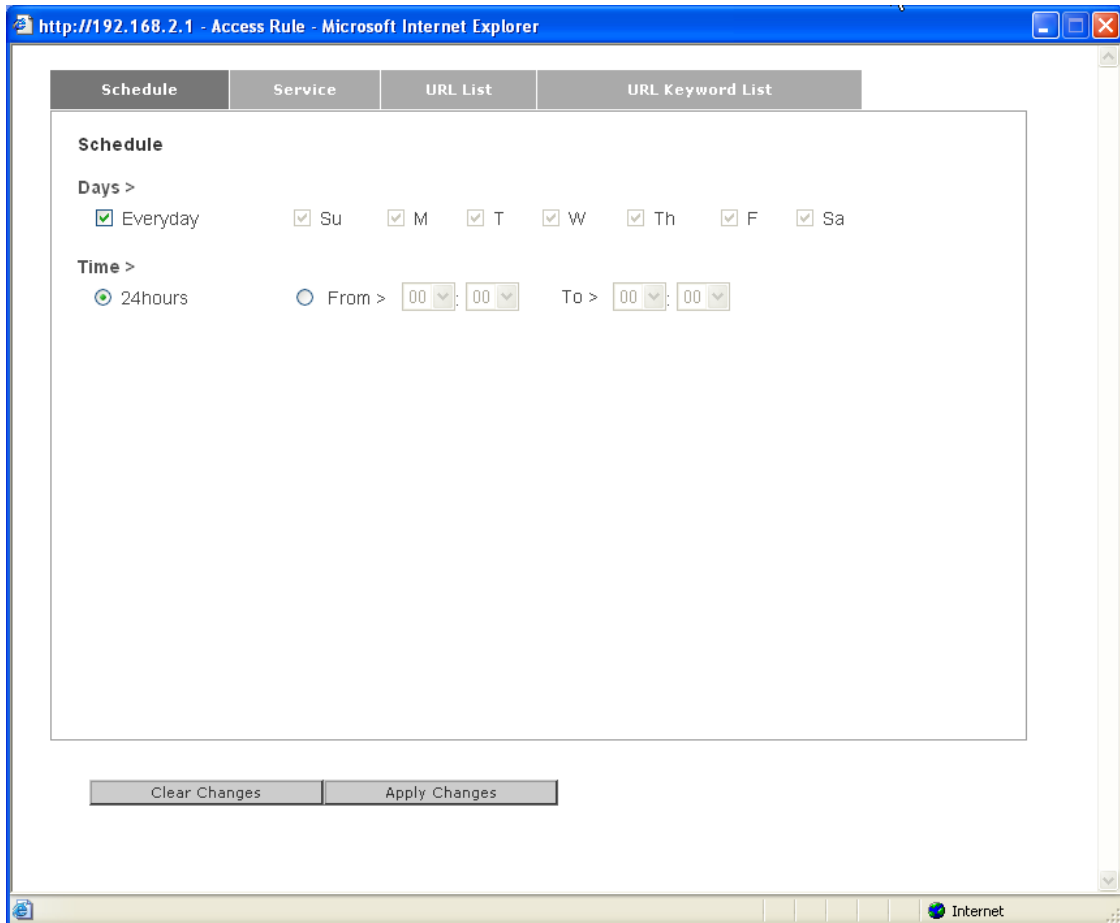 http://192.168.2.1 - Access Rule - Microsoft Internet Explorer
Schedule Service URL List URL Keyword List
Schedule
Days >
Everyday Su M T W Th F Sa
Time >
24hours From > 00 : 00 To > 00 : 00
Clear Changes Apply Changes
Internet